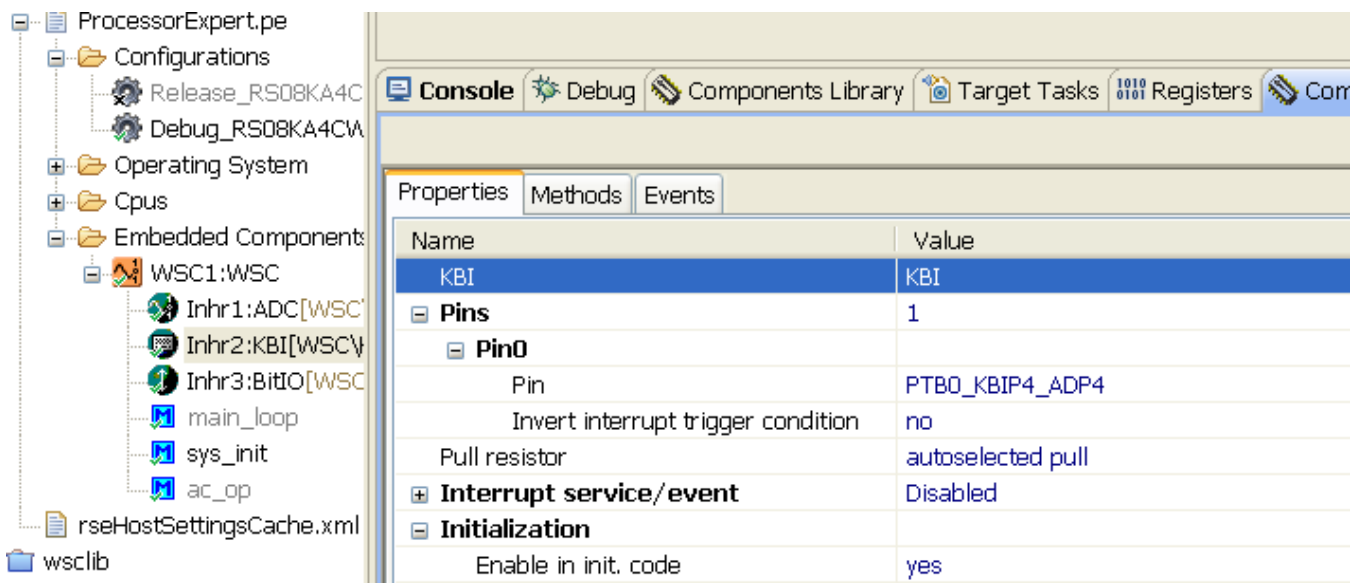 ProcessorExpert.pe
Configurations
Release_RS08KA4C
Debug_RS08KA4CW
Operating System
Cpus
Embedded Components
WSC1:WSC
Inhr1:ADC[WSC\
Inhr2:KBI[WSC\
Inhr3:BitIO[WSC
main_loop
sys_init
ac_op
rseHostSettingsCache.xml
wsclib
Console Debug Components Library Target Tasks Registers Com
Properties Methods Events
Name Value
KBI KBI
Pins 1
Pin0
Pin PTB0_KBIP4_ADP4
Invert interrupt trigger condition no
Pull resistor autoselected pull
Interrupt service/event Disabled
Initialization
Enable in init. code yes